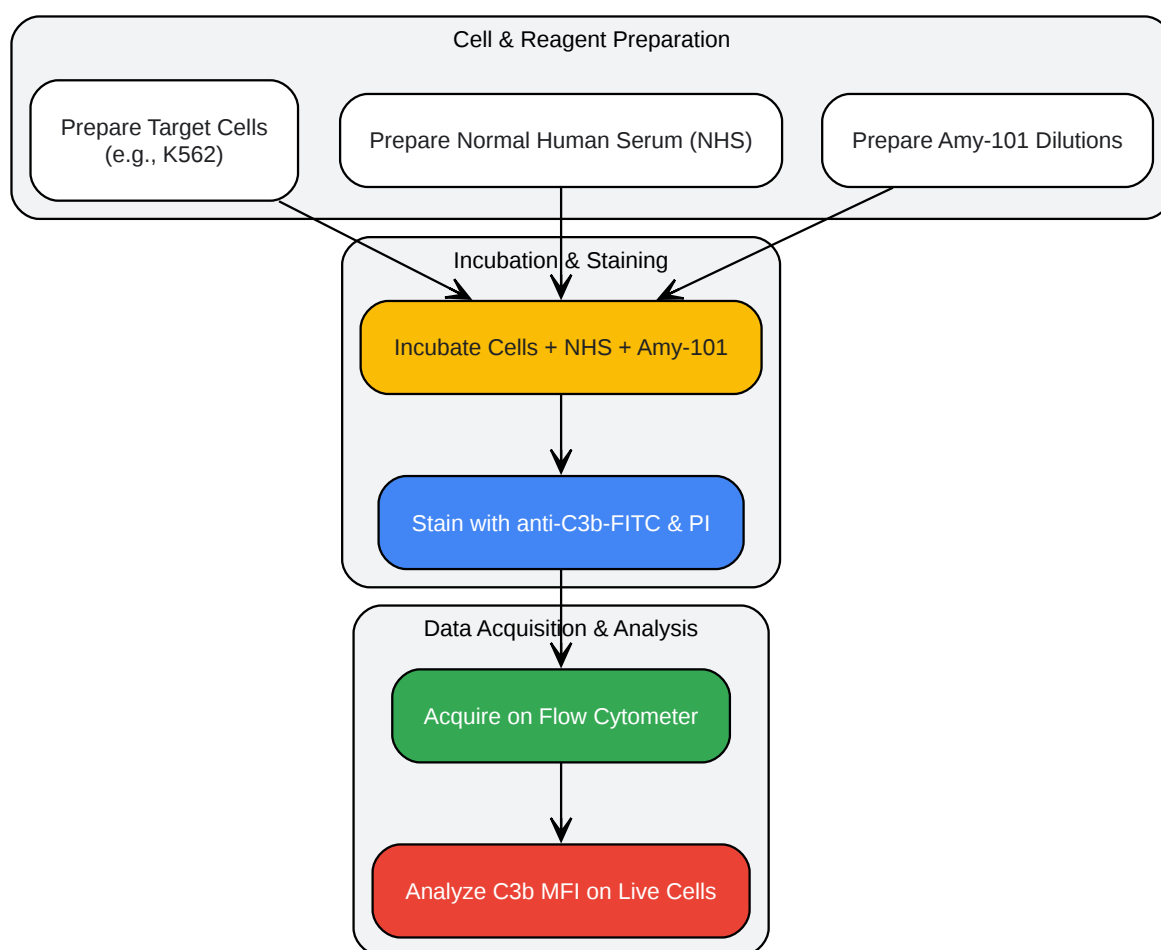 Cell & Reagent Preparation
Prepare Target Cells
(e.g., K562)
Prepare Normal Human Serum (NHS)
Prepare Amy-101 Dilutions
Incubation & Staining
Incubate Cells + NHS + Amy-101
Stain with anti-C3b-FITC & PI
Data Acquisition & Analysis
Acquire on Flow Cytometer
Analyze C3b MFI on Live Cells